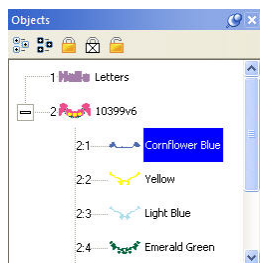 Objects
1 Hello Letters
2 10399v6
2:1 Cornflower Blue
2:2 Yellow
2:3 Light Blue
2:4 Emerald Green